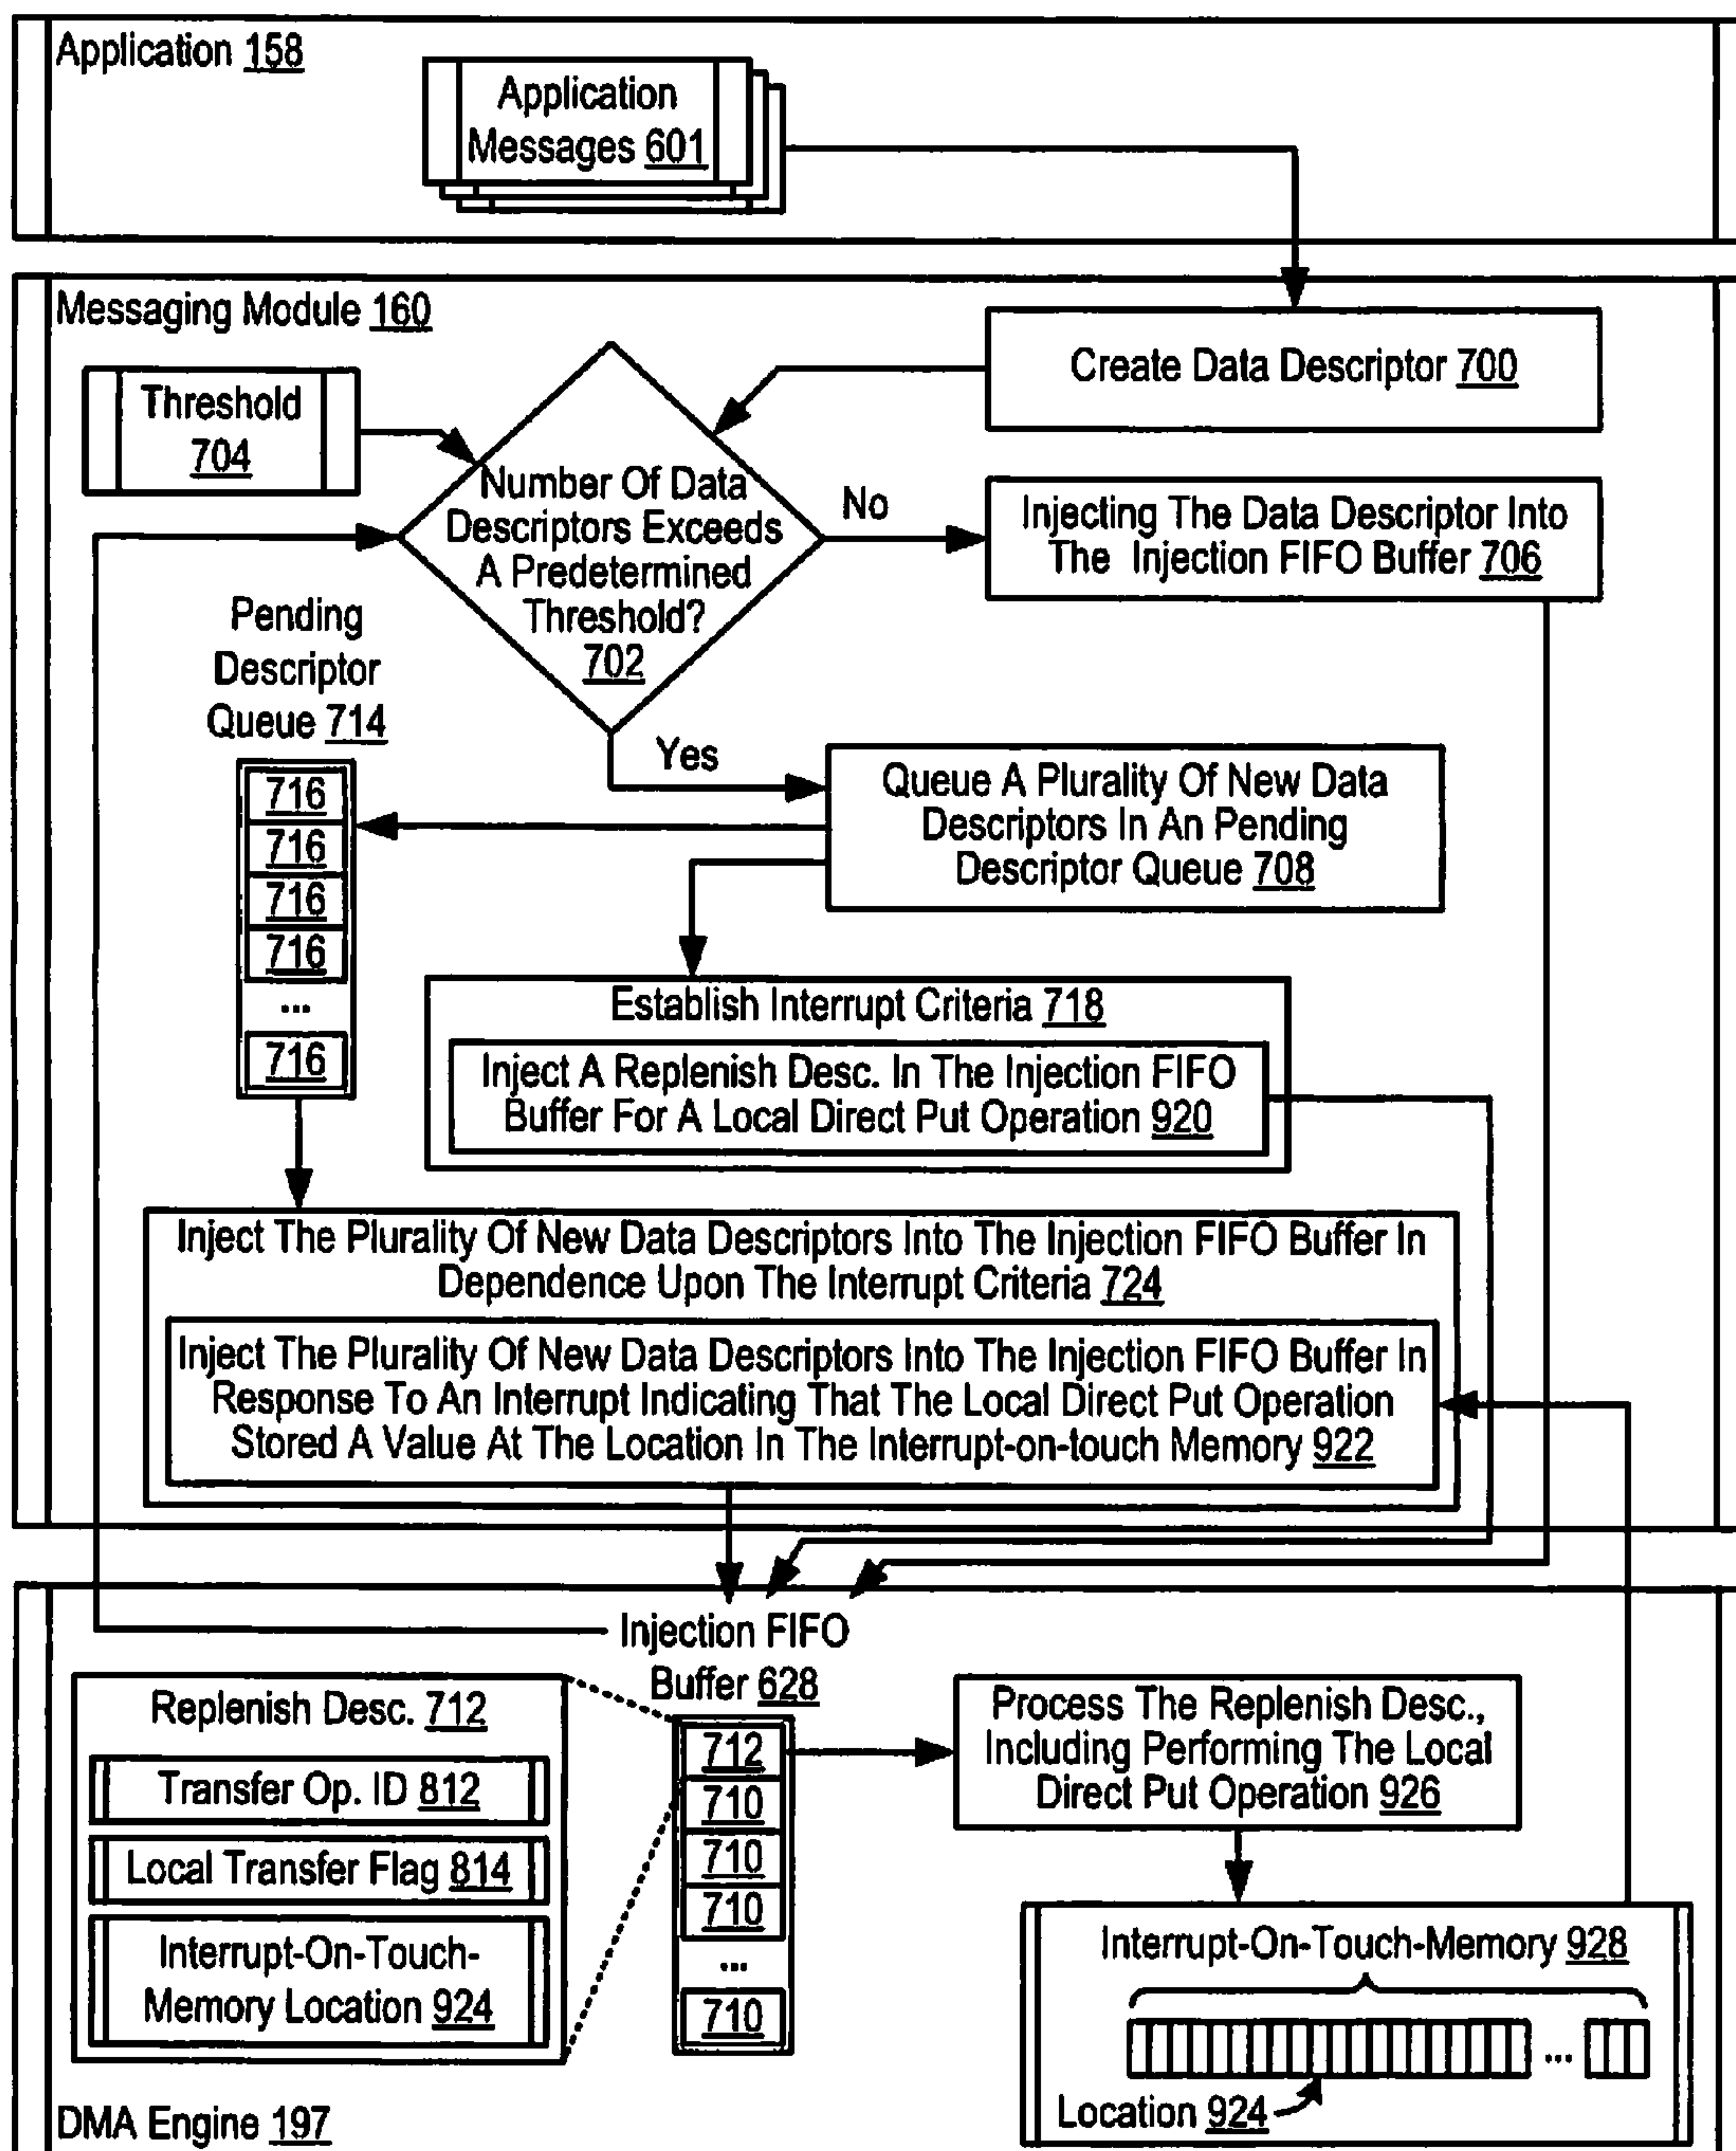 Application 158
Application
Messages 601
Messaging Module 160
Create Data Descriptor 700
Threshold
704
Number Of Data
Descriptors Exceeds
A Predetermined
Threshold?
702
No
Injecting The Data Descriptor Into
The Injection FIFO Buffer 706
Pending
Descriptor
Queue 714
Yes
Queue A Plurality Of New Data
Descriptors In An Pending
Descriptor Queue 708
716
716
716
716
...
716
Establish Interrupt Criteria 718
Inject A Replenish Desc. In The Injection FIFO
Buffer For A Local Direct Put Operation 920
Inject The Plurality Of New Data Descriptors Into The Injection FIFO Buffer In
Dependence Upon The Interrupt Criteria 724
Inject The Plurality Of New Data Descriptors Into The Injection FIFO Buffer In
Response To An Interrupt Indicating That The Local Direct Put Operation
Stored A Value At The Location In The Interrupt-on-touch Memory 922
Injection FIFO
Buffer 628
Replenish Desc. 712
Transfer Op. ID 812
Local Transfer Flag 814
Interrupt-On-Touch-
Memory Location 924
712
710
710
710
...
710
Process The Replenish Desc.,
Including Performing The Local
Direct Put Operation 926
Interrupt-On-Touch-Memory 928
...
Location 924
DMA Engine 197